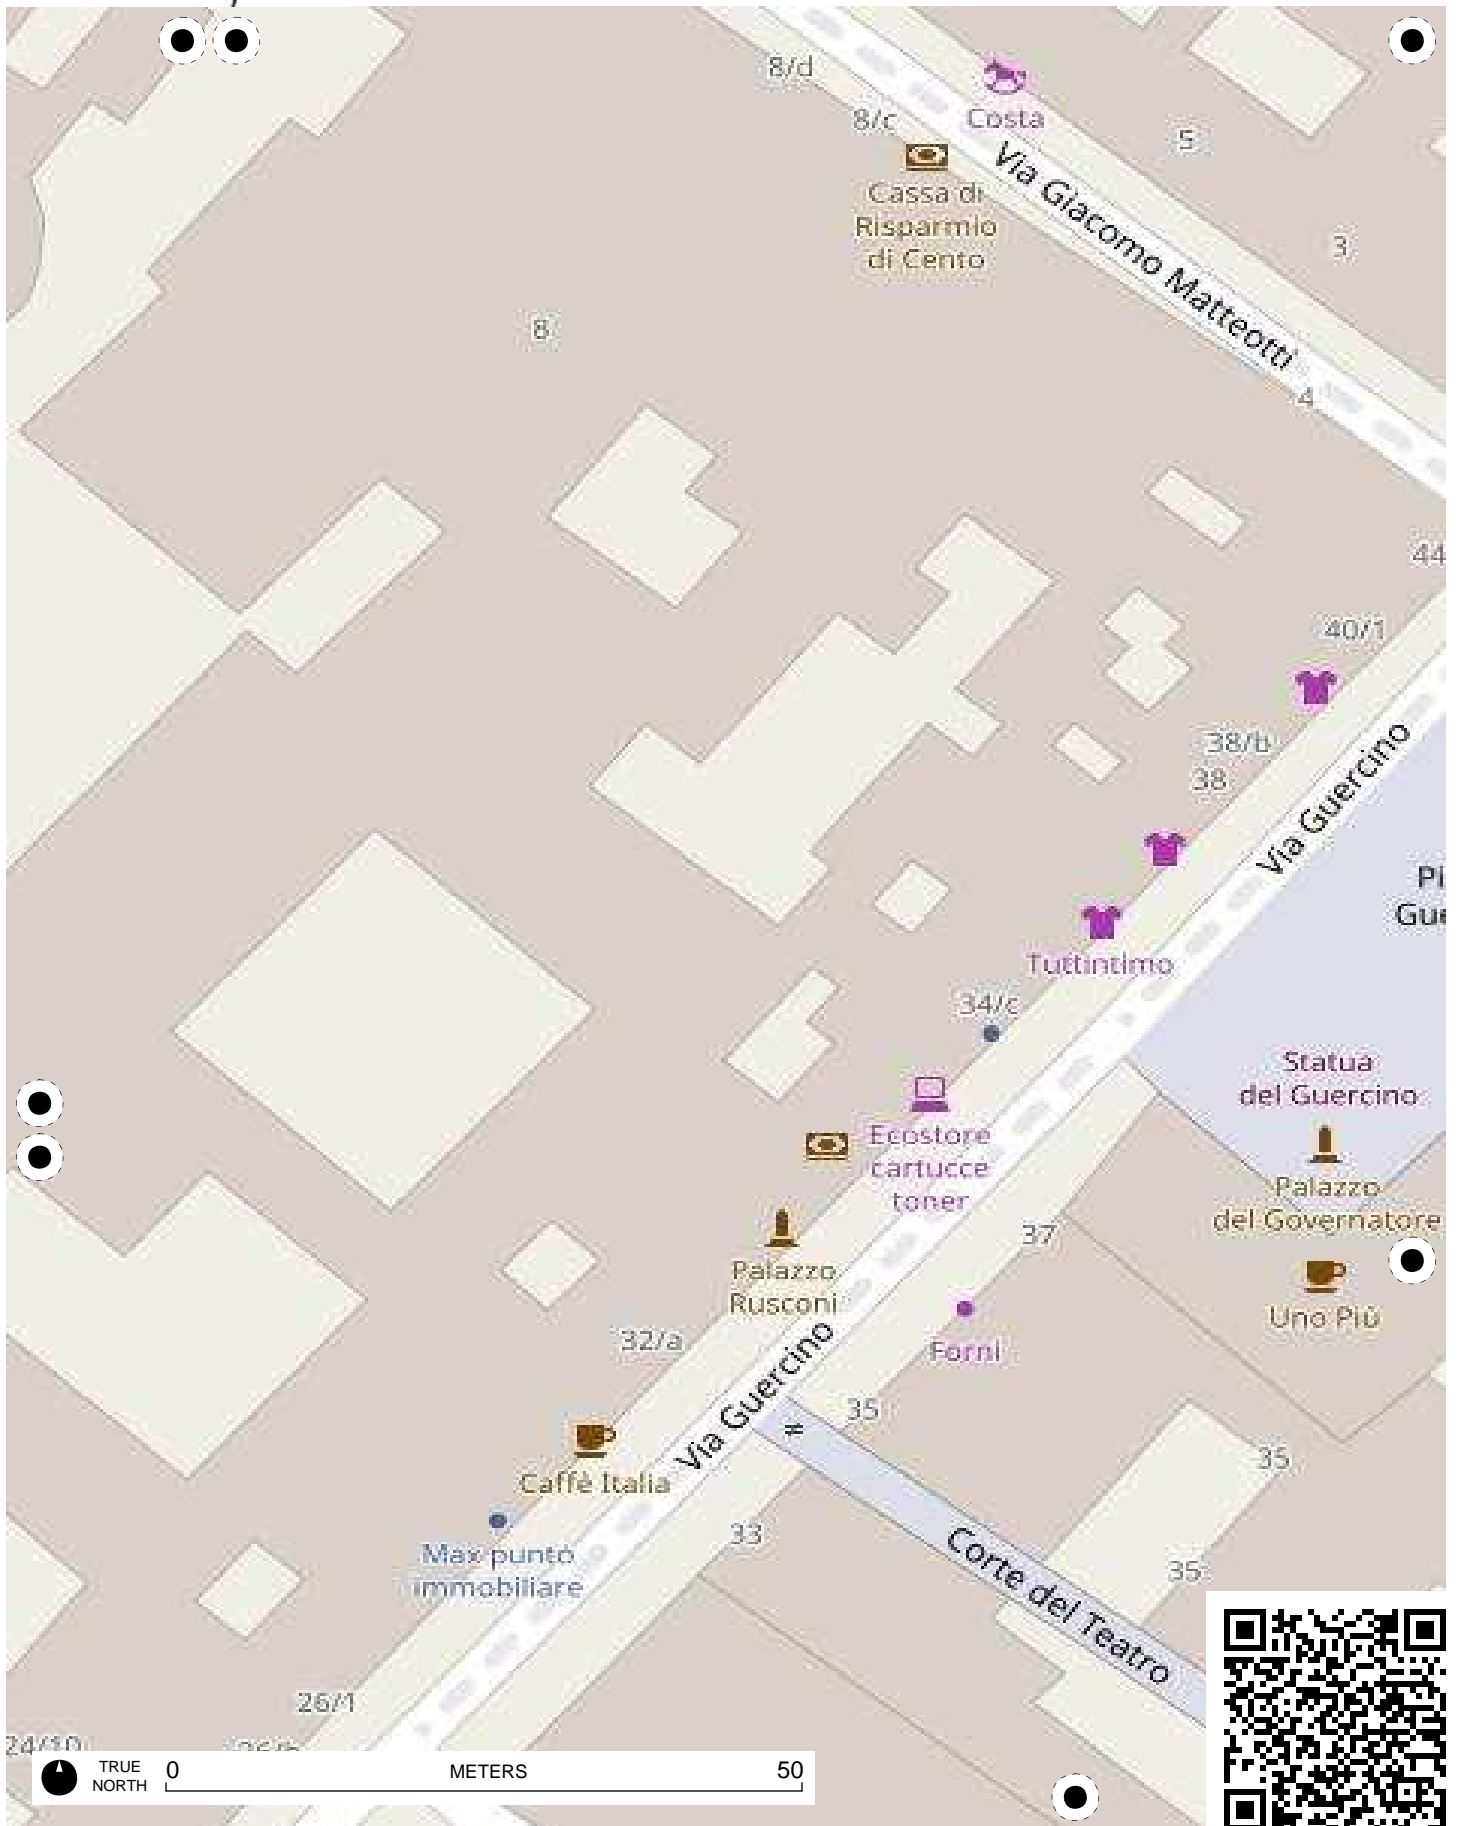 8/d
8/c
Costa
Cassa di
Risparmio
di Cento
Via Giacomo Matteotti
5
3
8
4
44
40/1
38/b
38
Via Guercino
Tuttintimo
34/c
Statua
del Guercino
Ecostore
cartucce
toner
Palazzo
del Governatore
37
Palazzo
Rusconi
Uno Più
Forni
32/a
Via Guercino
35
35
Caffè Italia
33
Max punto
immobiliare
Corte del Teatro
35
26/1
24/10
TRUE
NORTH
0 METERS 50